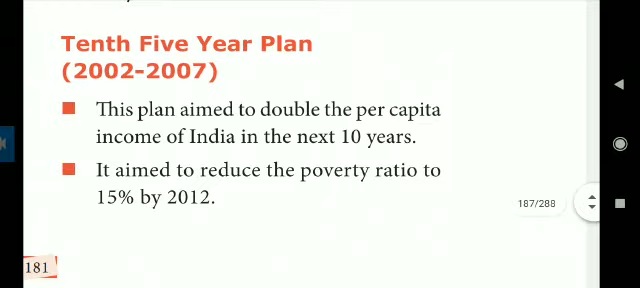 Tenth Five Year Plan
(2002-2007)
This plan aimed to double the per capita
income of India in the next 10 years.
It aimed to reduce the poverty ratio to
15% by 2012.
187/288
181